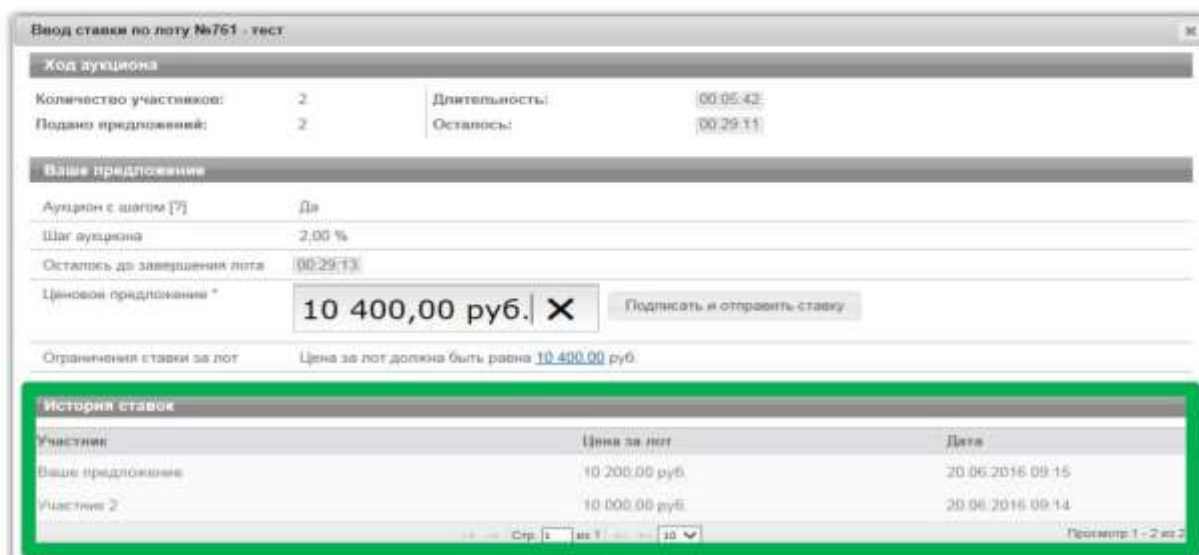 Ввод ставки по лоту №761 - тест
Ход аукциона
Количество участников: 2 Длительность: 00:05:42
Подано предложений: 2 Осталось: 00:29:11
Ваше предложение
Аукцион с шагом [?] Да
Шаг аукциона 2,00 %
Осталось до завершения лота 00:29:13
Ценовое предложение * 10 400,00 руб. Подписать и отправить ставку
Ограничения ставки за лот Цена за лот должна быть равна 10 400.00 руб.
История ставок
Участник Цена за лот Дата
Ваше предложение 10 200.00 руб. 20.06.2016 09:15
Участник 2 10 000.00 руб. 20.06.2016 09:14
Стр. 1 из 1 10 Просмотр 1 - 2 из 2